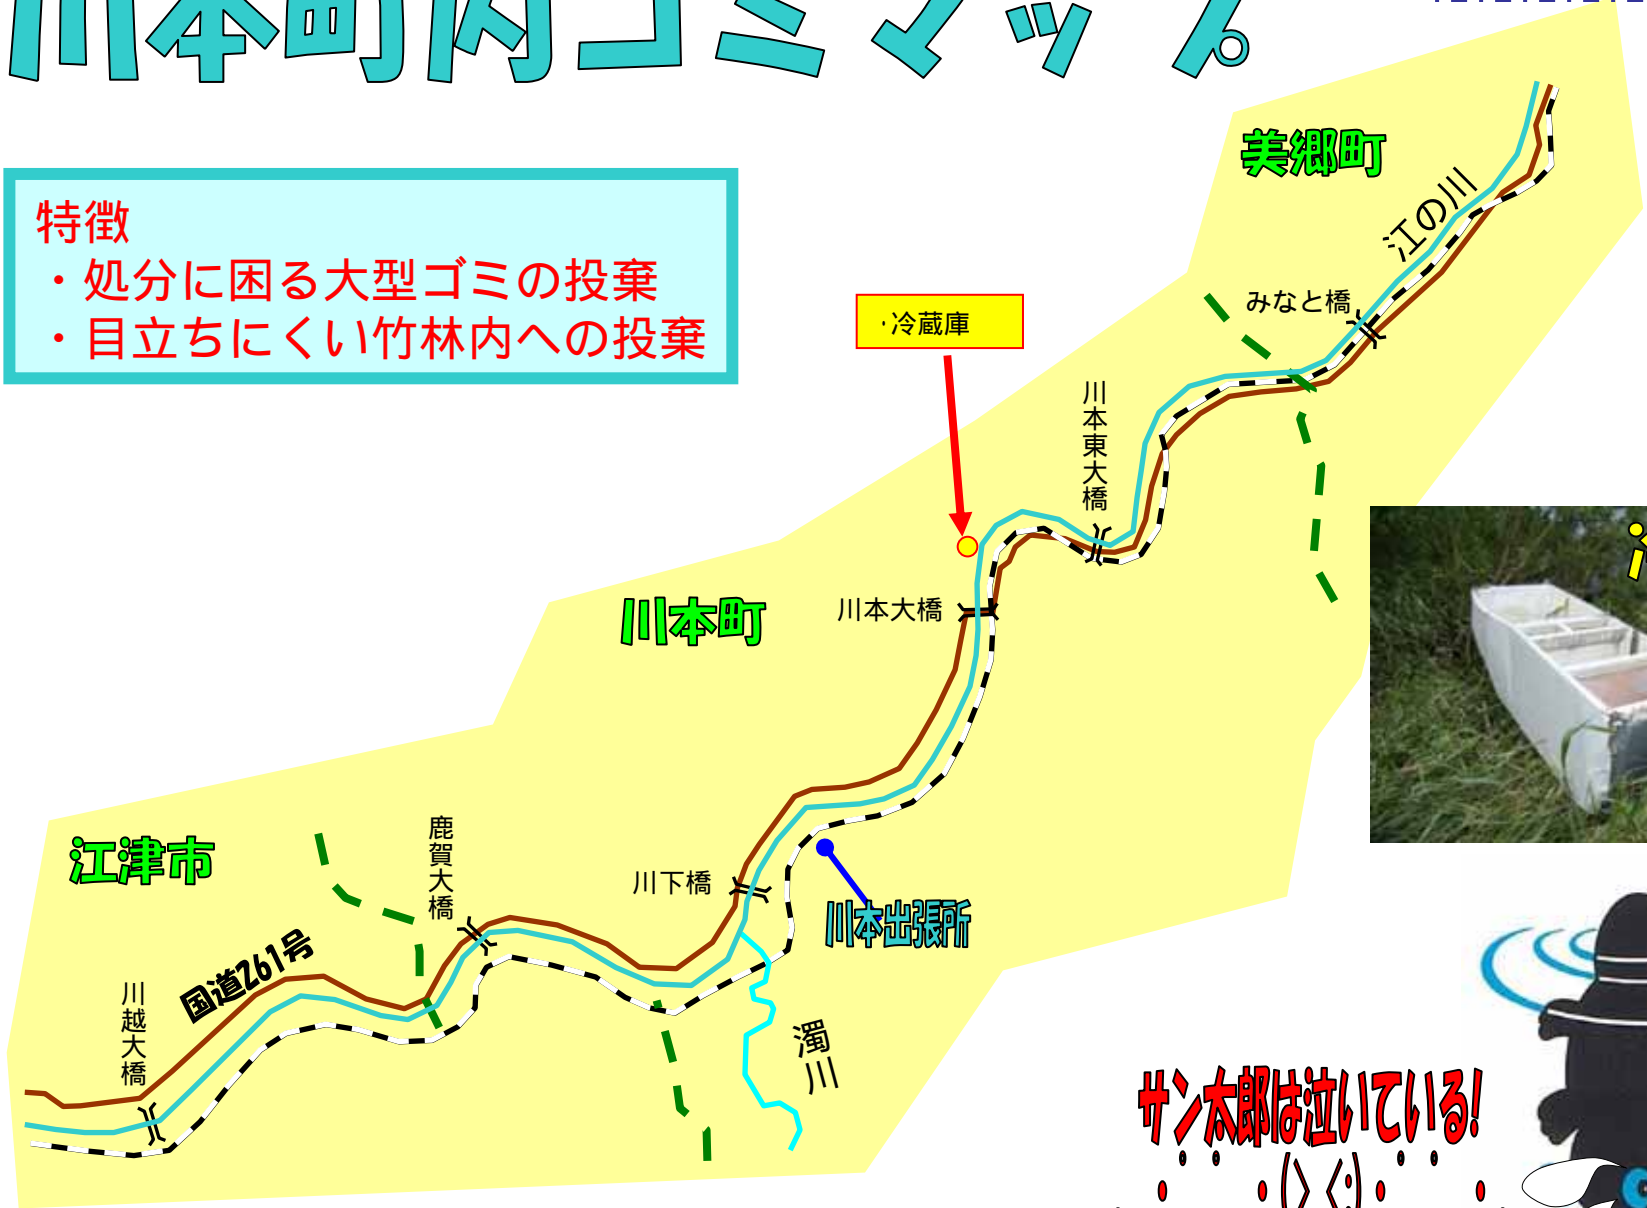 川本町内ゴミマップ
美郷町
江の川
特徴
・処分に困る大型ゴミの投棄
・目立ちにくい竹林内への投棄
・冷蔵庫
みなと橋
川本東大橋
川本大橋
川本町
江津市
鹿賀大橋
川下橋
川本出張所
国道261号
川越大橋
濁川
サン太郎は泣いている!
(>_<;)